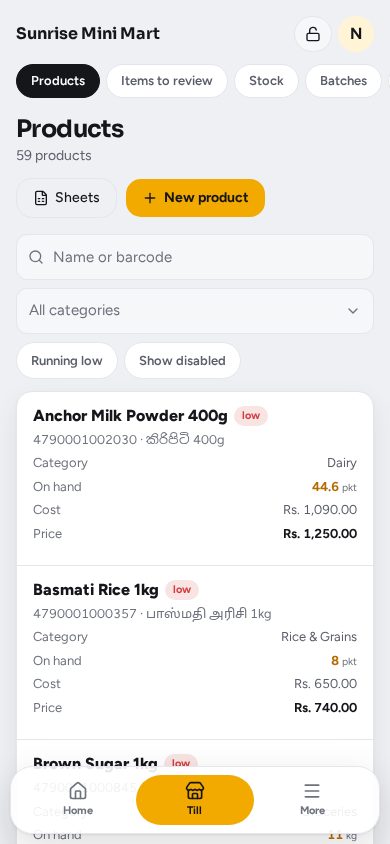 Sunrise Mini Mart
N
Products
Items to review
Stock
Batches
Products
59 products
Sheets
New product
Name or barcode
All categories
Running low
Show disabled
Anchor Milk Powder 400g low
4790001002030 · කිරිපිටි 400g
Category Dairy
On hand 44.6 pkt
Cost Rs. 1,090.00
Price Rs. 1,250.00
Basmati Rice 1kg low
4790001000357 · பாஸ்மதி அரிசி 1kg
Category Rice & Grains
On hand 8 pkt
Cost Rs. 650.00
Price Rs. 740.00
Brown Sugar 1kg low
Home
Till
More
On hand 11 kg